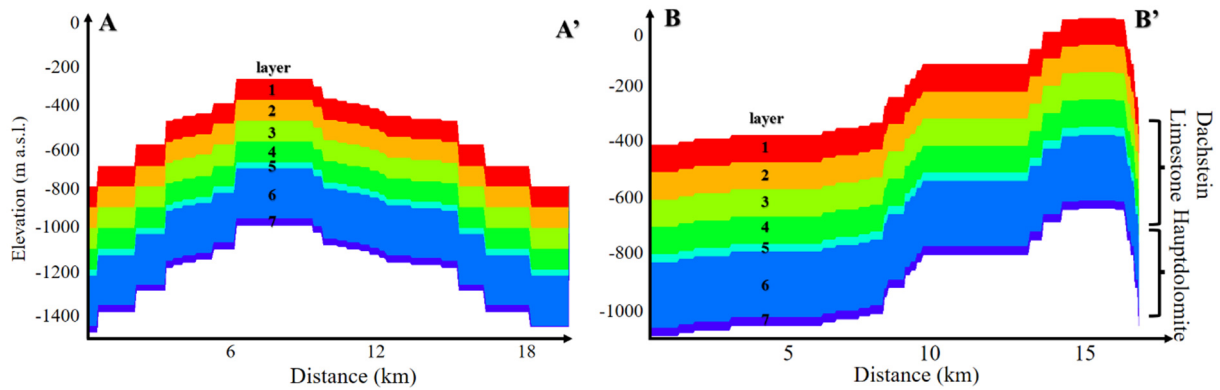 A
A'
0
-200
-400
-600
-800
-1000
-1200
-1400
Elevation (m a.s.l.)
layer
1
2
3
4
5
6
7
6
12
18
Distance (km)
B
B'
0
-200
-400
-600
-800
-1000
layer
1
2
3
4
5
6
7
5
10
15
Distance (km)
Dachstein
Limestone
Hauptdolomite